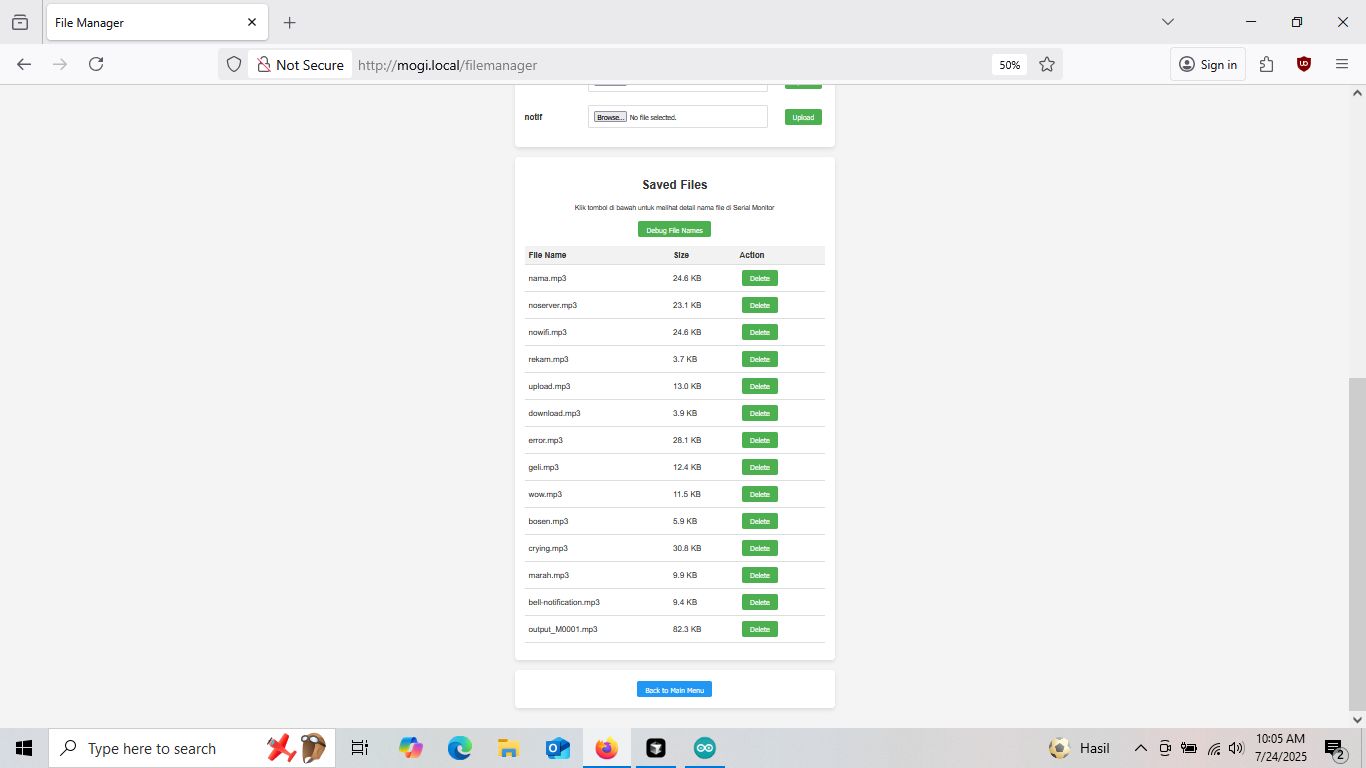 File Manager
Not Secure
http://mogi.local/filemanager
50%
Sign in
notif
Browse...
No file selected.
Upload
Saved Files
Klik tombol di bawah untuk melihat detail nama file di Serial Monitor
Debug File Names
File Name Size Action
nama.mp3 24.6 KB Delete
noserver.mp3 23.1 KB Delete
nowifi.mp3 24.6 KB Delete
rekam.mp3 3.7 KB Delete
upload.mp3 13.0 KB Delete
download.mp3 3.9 KB Delete
error.mp3 28.1 KB Delete
geli.mp3 12.4 KB Delete
wow.mp3 11.5 KB Delete
bosen.mp3 5.9 KB Delete
crying.mp3 30.8 KB Delete
marah.mp3 9.9 KB Delete
bell-notification.mp3 9.4 KB Delete
output_M0001.mp3 82.3 KB Delete
Back to Main Menu
Type here to search
Hasil
10:05 AM
7/24/2025
2